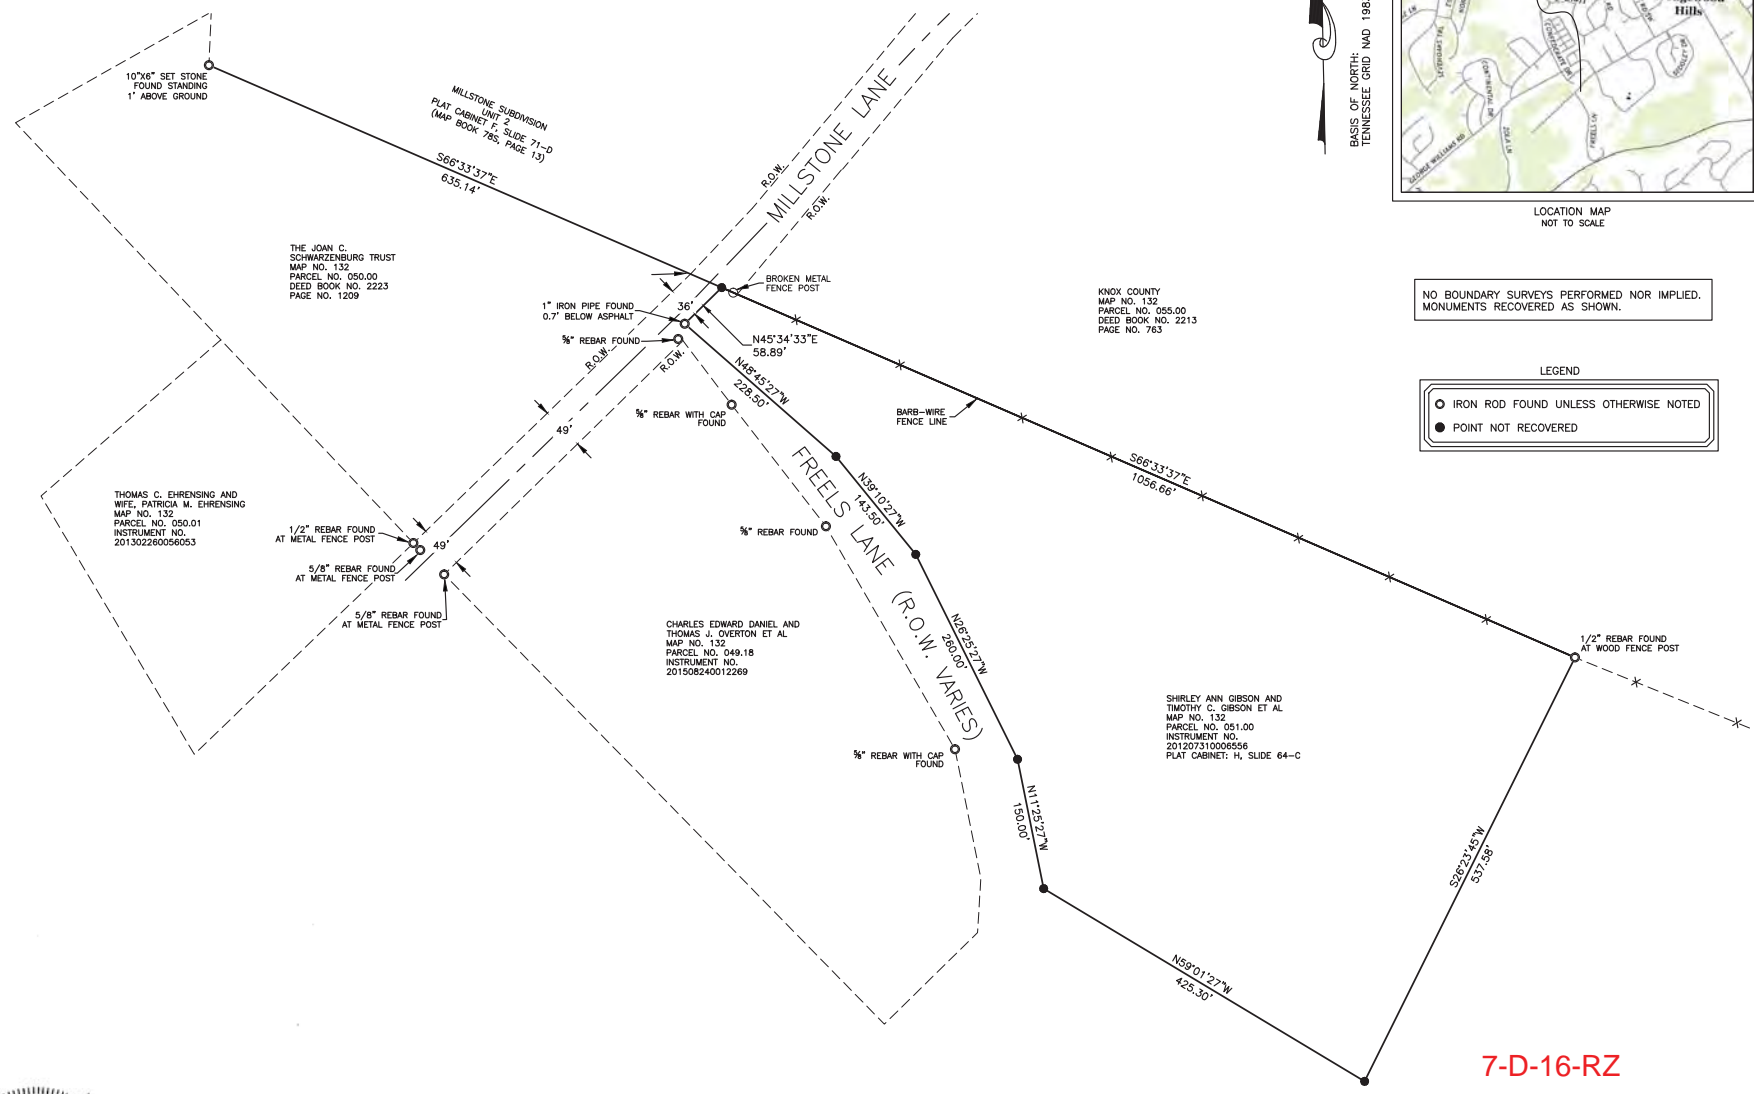 10"X6" SET STONE
FOUND STANDING
1' ABOVE GROUND
MILLSTONE SUBDIVISION
UNIT 2
PLAT CABINET F, SLIDE 71-D
(MAP BOOK 78S, PAGE 13)
S66°33'37"E
635.14'
THE JOAN C.
SCHWARZENBURG TRUST
MAP NO. 132
PARCEL NO. 050.00
DEED BOOK NO. 2223
PAGE NO. 1209
R.O.W.
MILLSTONE LANE
R.O.W.
BROKEN METAL
FENCE POST
1" IRON PIPE FOUND
0.7' BELOW ASPHALT
36'
⅝" REBAR FOUND
N45°34'33"E
58.89'
R.O.W.
R.O.W.
N48°45'27"W
228.50'
⅝" REBAR WITH CAP
FOUND
49'
KNOX COUNTY
MAP NO. 132
PARCEL NO. 055.00
DEED BOOK NO. 2213
PAGE NO. 763
BARB-WIRE
FENCE LINE
S66°33'37"E
1056.66'
THOMAS C. EHRENSING AND
WIFE, PATRICIA M. EHRENSING
MAP NO. 132
PARCEL NO. 050.01
INSTRUMENT NO.
201302260056053
1/2" REBAR FOUND
AT METAL FENCE POST
49'
5/8" REBAR FOUND
AT METAL FENCE POST
5/8" REBAR FOUND
AT METAL FENCE POST
N39°10'27"W
143.50'
⅝" REBAR FOUND
FREELS LANE (R.O.W. VARIES)
N26°25'27"W
260.00'
CHARLES EDWARD DANIEL AND
THOMAS J. OVERTON ET AL
MAP NO. 132
PARCEL NO. 049.18
INSTRUMENT NO.
201508240012269
⅝" REBAR WITH CAP
FOUND
N11°25'27"W
150.00'
SHIRLEY ANN GIBSON AND
TIMOTHY C. GIBSON ET AL
MAP NO. 132
PARCEL NO. 051.00
INSTRUMENT NO.
201207310006556
PLAT CABINET: H, SLIDE 64-C
1/2" REBAR FOUND
AT WOOD FENCE POST
S26°23'45"W
537.58'
N59°01'27"W
425.30'
BASIS OF NORTH:
TENNESSEE GRID NAD 198
Hills
CONFEDERATE DR
CONTINENTAL DR
GEORGE WILLIAMS RD
ZOLA LN
FREELS LN
LOCATION MAP
NOT TO SCALE
NO BOUNDARY SURVEYS PERFORMED NOR IMPLIED.
MONUMENTS RECOVERED AS SHOWN.
LEGEND
IRON ROD FOUND UNLESS OTHERWISE NOTED
POINT NOT RECOVERED
7-D-16-RZ